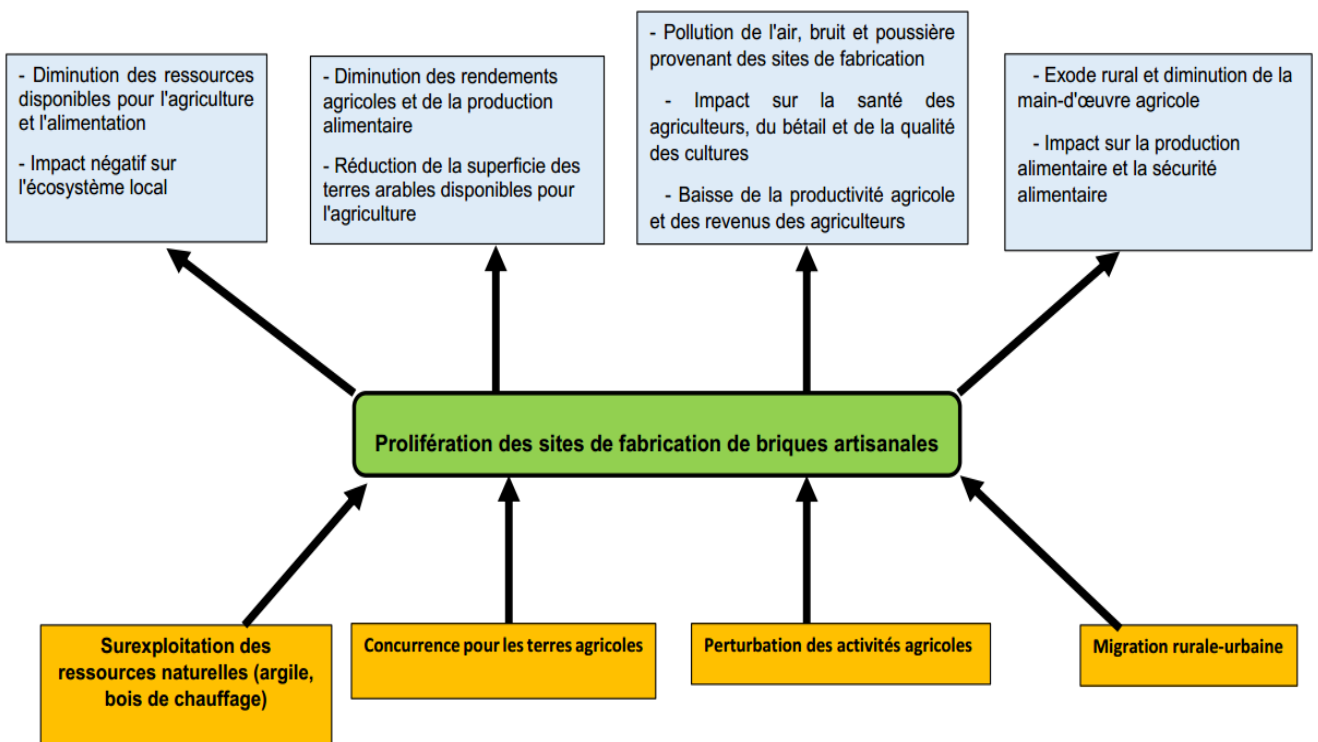 - Diminution des ressources
disponibles pour l'agriculture
et l'alimentation
- Impact négatif sur
l'écosystème local
- Diminution des rendements
agricoles et de la production
alimentaire
- Réduction de la superficie des
terres arables disponibles pour
l'agriculture
- Pollution de l'air, bruit et poussière
provenant des sites de fabrication
- Impact sur la santé des
agriculteurs, du bétail et de la qualité
des cultures
- Baisse de la productivité agricole
et des revenus des agriculteurs
- Exode rural et diminution de la
main-d'œuvre agricole
- Impact sur la production
alimentaire et la sécurité
alimentaire
Prolifération des sites de fabrication de briques artisanales
Surexploitation des
ressources naturelles (argile,
bois de chauffage)
Concurrence pour les terres agricoles
Perturbation des activités agricoles
Migration rurale-urbaine